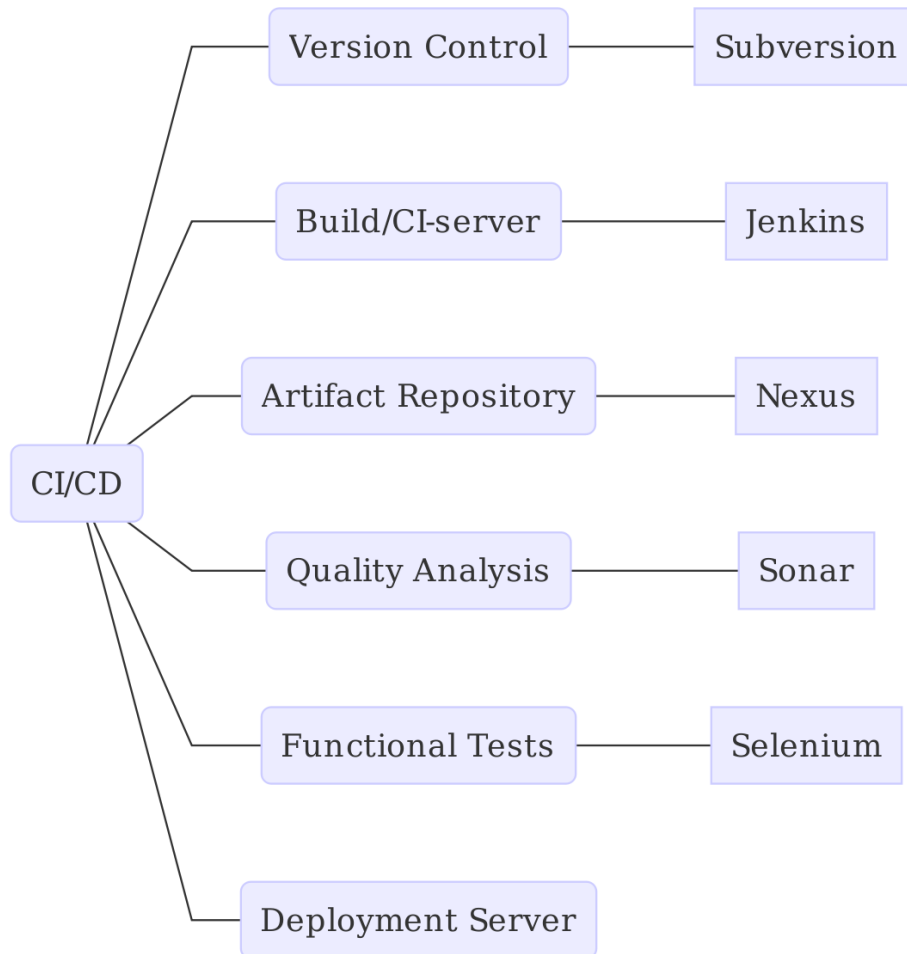 Version Control
Subversion
Build/CI-server
Jenkins
Artifact Repository
Nexus
CI/CD
Quality Analysis
Sonar
Functional Tests
Selenium
Deployment Server